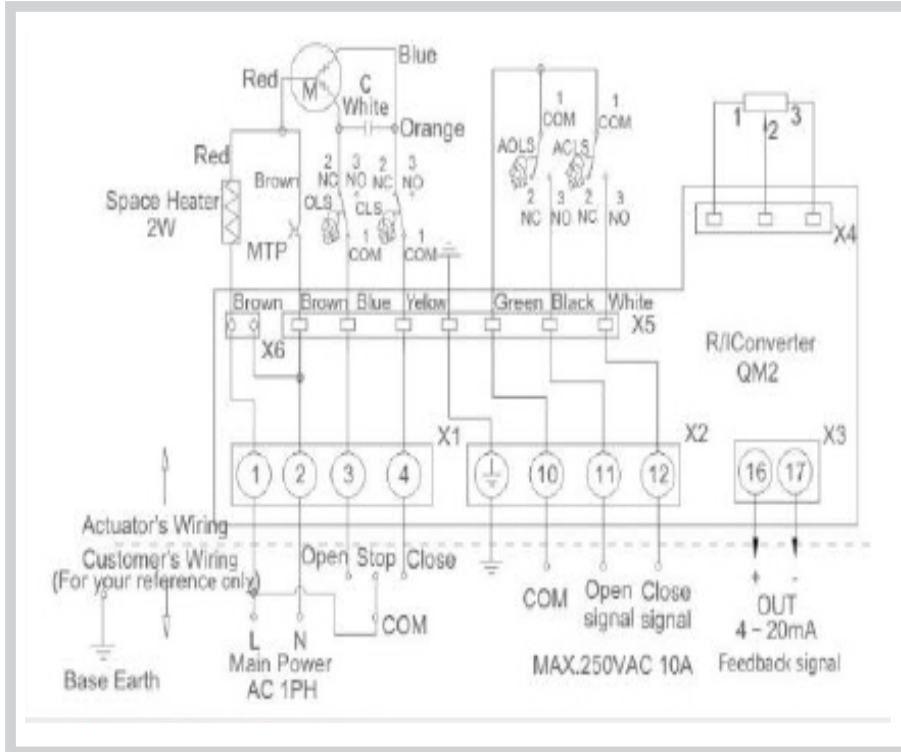 Blue
Red
M
C
White
Orange
Red
Brown
Space Heater
2W
MTP
2
NC
3
NO
2
NC
3
NO
OLS
CLS
1
COM
1
COM
1
COM
1
COM
AOLS
ACLS
2
NC
3
NO
2
NC
3
NO
1
2
3
X4
Brown
Brown
Blue
Yellow
Green
Black
White
X6
X5
R/IConverter
QM2
X1
X2
X3
1
2
3
4
10
11
12
16
17
Actuator's Wiring
Customer's Wiring
(For your reference only)
Open
Stop
Close
COM
L
N
Main Power
AC 1PH
Base Earth
COM
Open
signal
Close
signal
MAX.250VAC 10A
+
-
OUT
4 ~ 20mA
Feedback signal